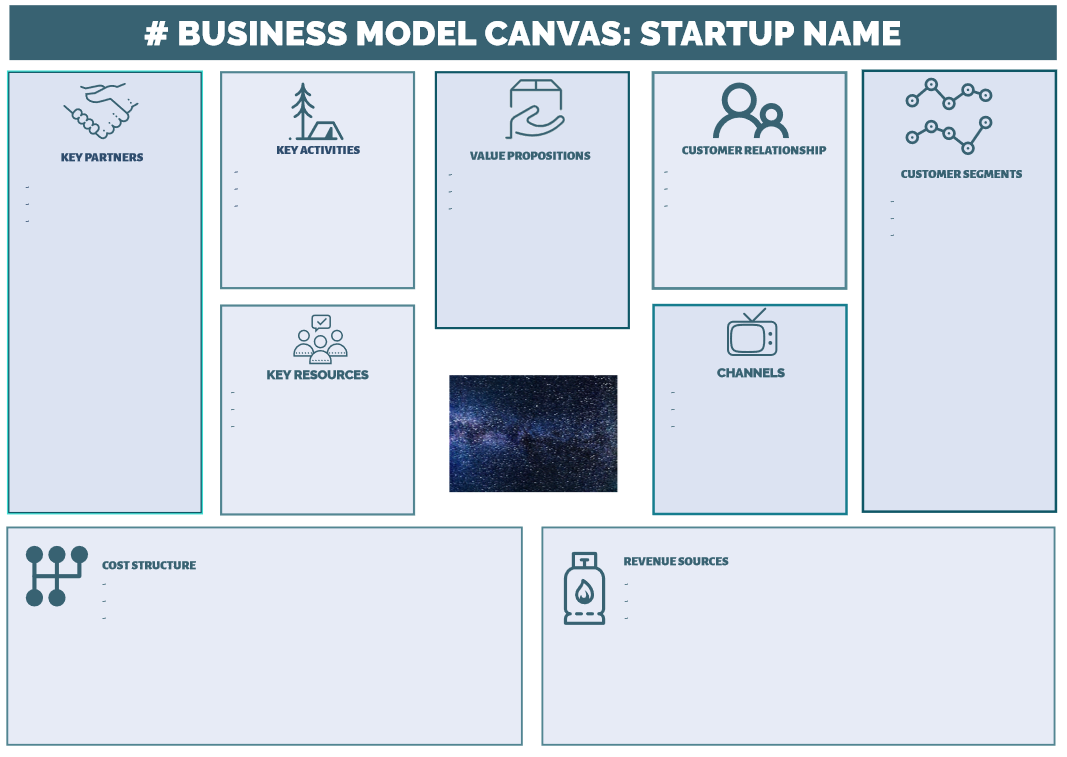 # BUSINESS MODEL CANVAS: STARTUP NAME
KEY PARTNERS
-
-
-
KEY ACTIVITIES
-
-
-
KEY RESOURCES
-
-
-
VALUE PROPOSITIONS
-
-
-
CUSTOMER RELATIONSHIP
-
-
-
CHANNELS
-
-
-
CUSTOMER SEGMENTS
-
-
-
COST STRUCTURE
-
-
-
REVENUE SOURCES
-
-
-